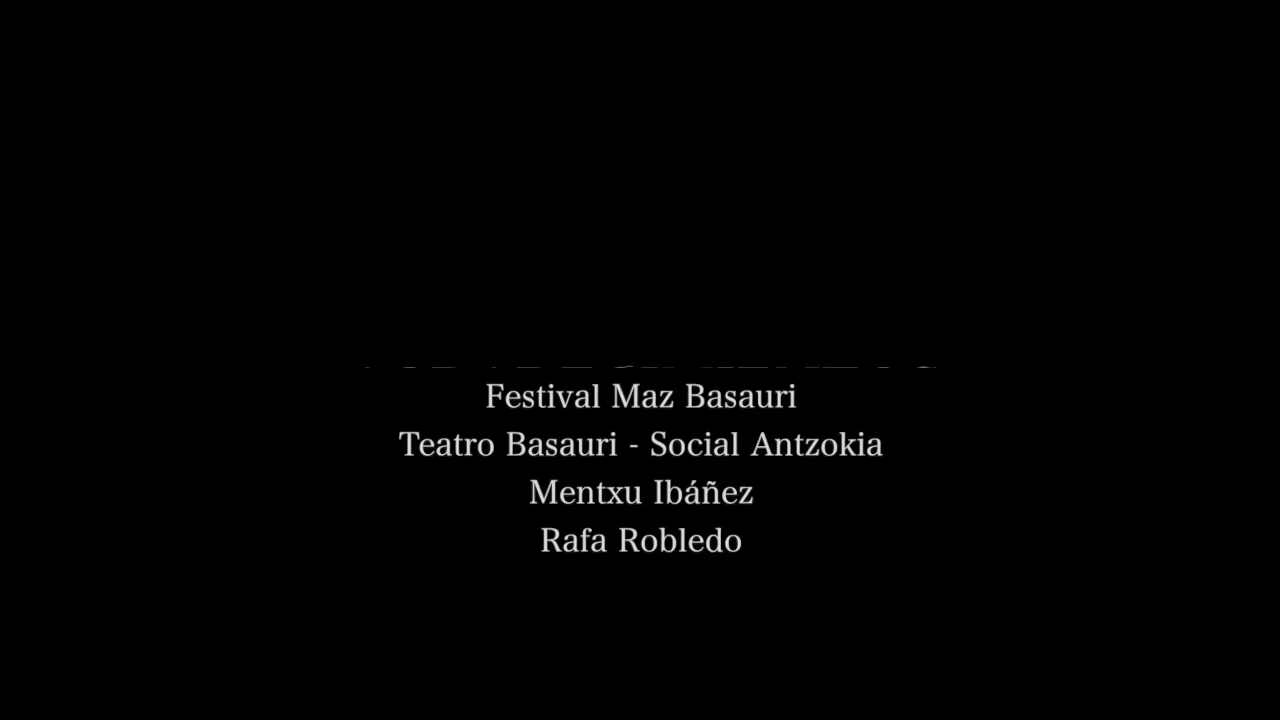 Festival Maz Basauri
Teatro Basauri - Social Antzokia
Mentxu Ibáñez
Rafa Robledo